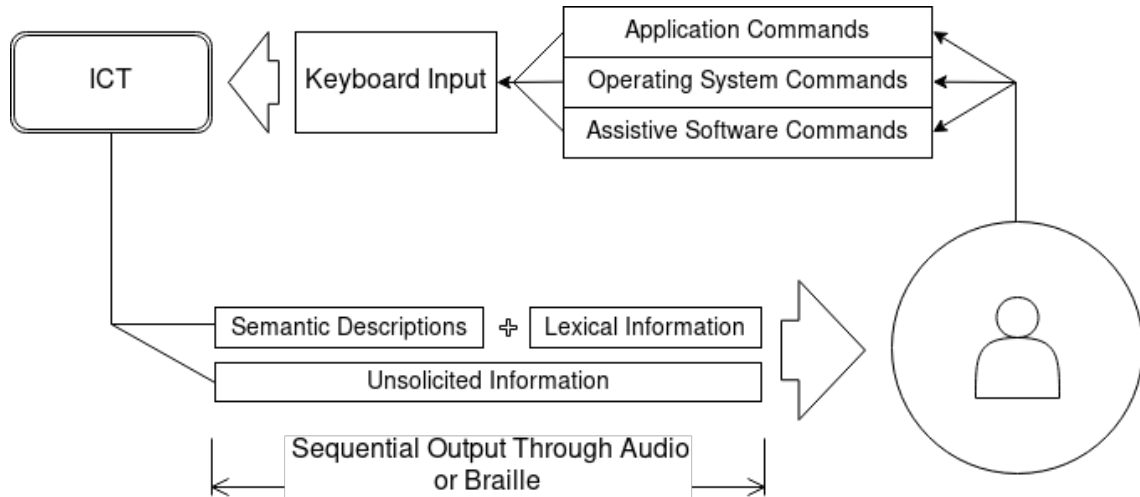 ICT
Keyboard Input
Application Commands
Operating System Commands
Assistive Software Commands
Semantic Descriptions
Lexical Information
Unsolicited Information
Sequential Output Through Audio
or Braille